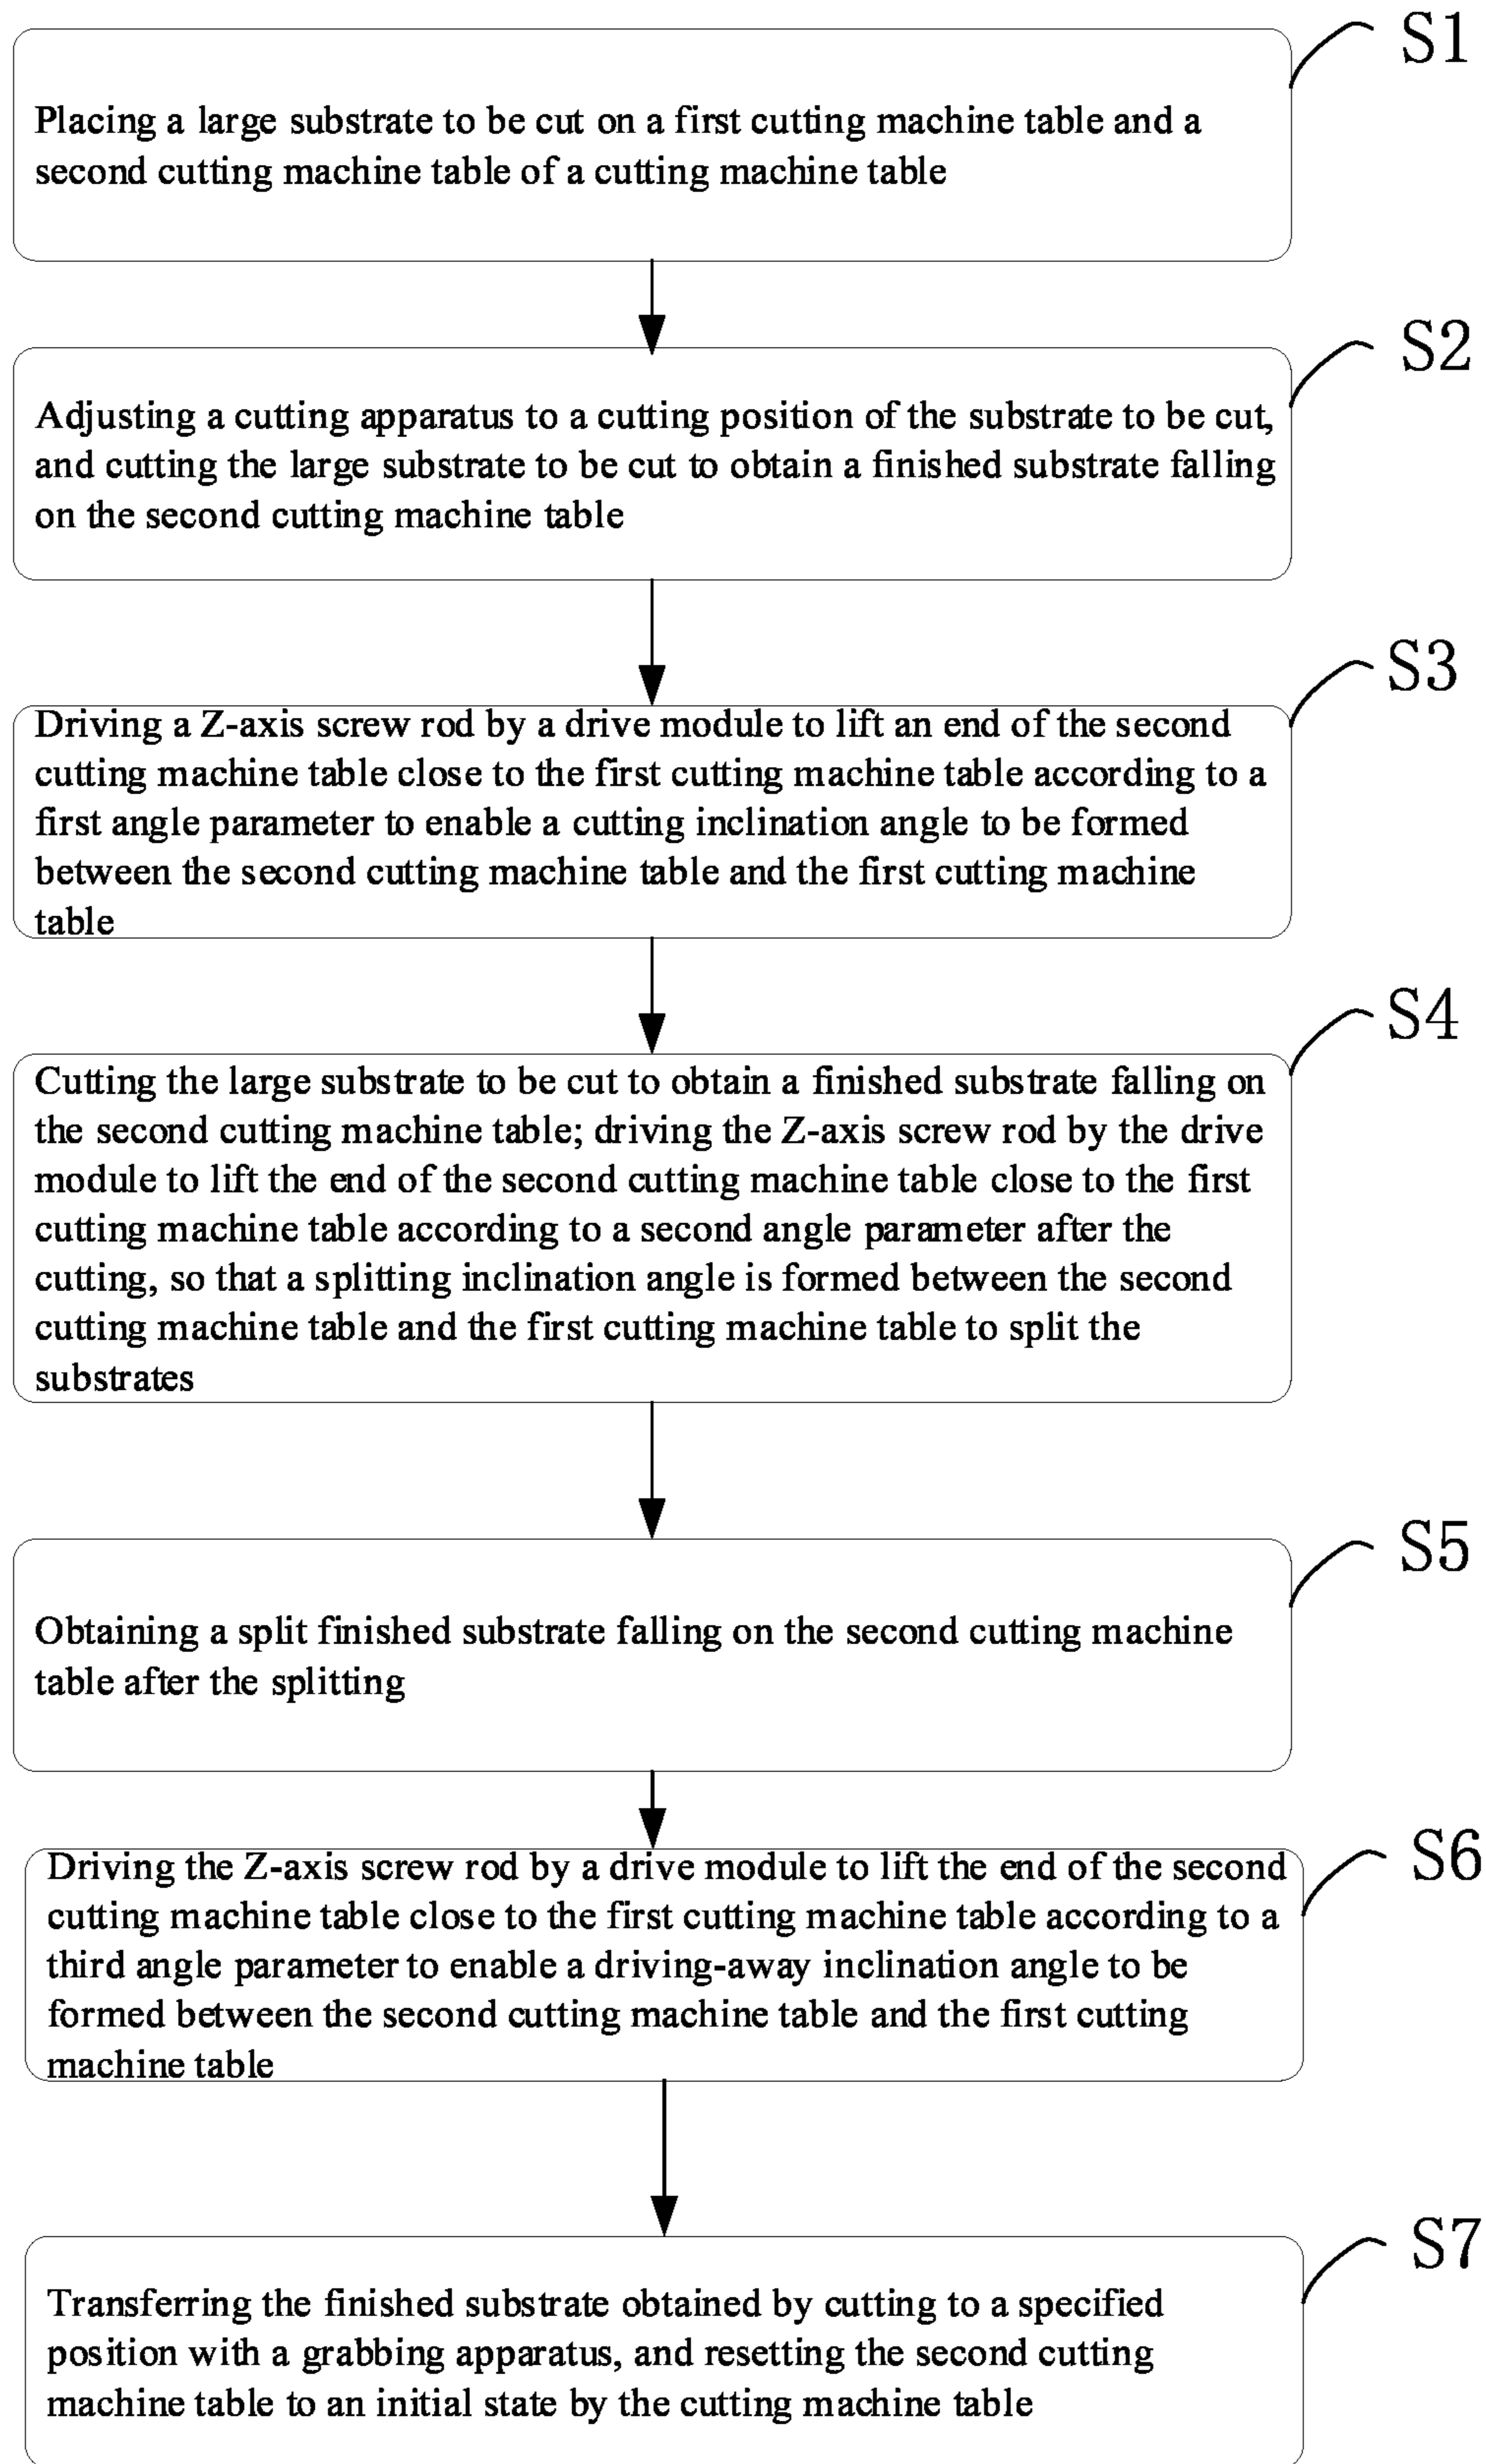 S1
Placing a large substrate to be cut on a first cutting machine table and a
second cutting machine table of a cutting machine table
S2
Adjusting a cutting apparatus to a cutting position of the substrate to be cut,
and cutting the large substrate to be cut to obtain a finished substrate falling
on the second cutting machine table
S3
Driving a Z-axis screw rod by a drive module to lift an end of the second
cutting machine table close to the first cutting machine table according to a
first angle parameter to enable a cutting inclination angle to be formed
between the second cutting machine table and the first cutting machine
table
S4
Cutting the large substrate to be cut to obtain a finished substrate falling on
the second cutting machine table; driving the Z-axis screw rod by the drive
module to lift the end of the second cutting machine table close to the first
cutting machine table according to a second angle parameter after the
cutting, so that a splitting inclination angle is formed between the second
cutting machine table and the first cutting machine table to split the
substrates
S5
Obtaining a split finished substrate falling on the second cutting machine
table after the splitting
S6
Driving the Z-axis screw rod by a drive module to lift the end of the second
cutting machine table close to the first cutting machine table according to a
third angle parameter to enable a driving-away inclination angle to be
formed between the second cutting machine table and the first cutting
machine table
S7
Transferring the finished substrate obtained by cutting to a specified
position with a grabbing apparatus, and resetting the second cutting
machine table to an initial state by the cutting machine table